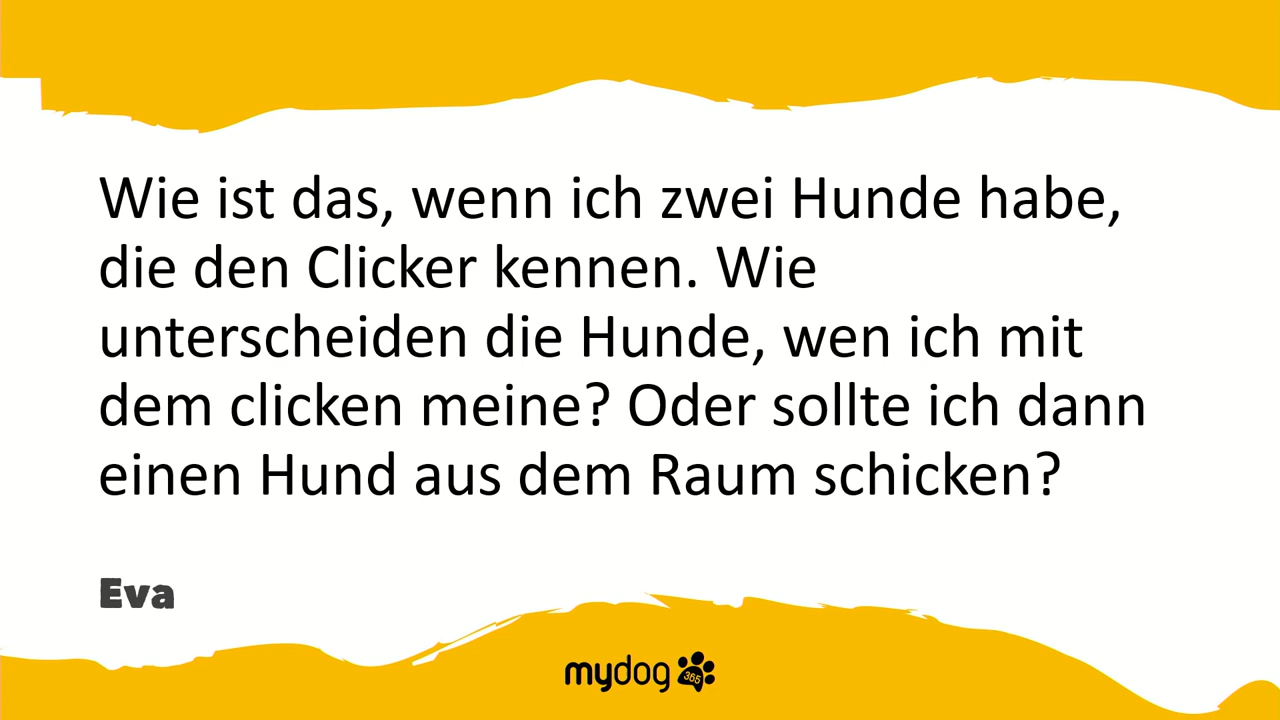 Wie ist das, wenn ich zwei Hunde habe,
die den Clicker kennen. Wie
unterscheiden die Hunde, wen ich mit
dem clicken meine? Oder sollte ich dann
einen Hund aus dem Raum schicken?
Eva
mydog 365